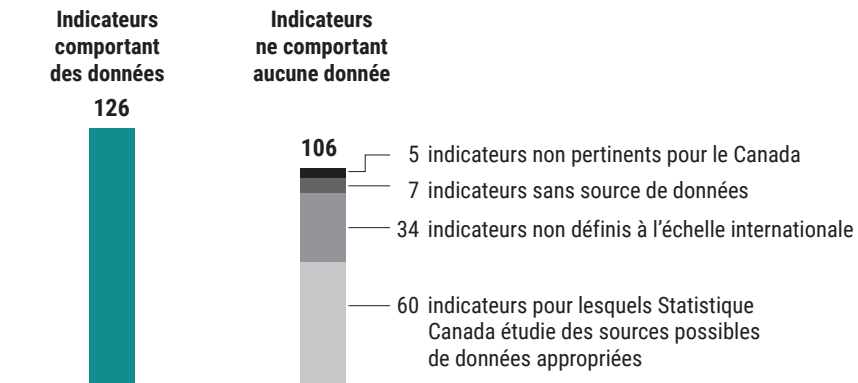 Indicateurs
comportant
des données
126
Indicateurs
ne comportant
aucune donnée
106
5 indicateurs non pertinents pour le Canada
7 indicateurs sans source de données
34 indicateurs non définis à l’échelle internationale
60 indicateurs pour lesquels Statistique
Canada étudie des sources possibles
de données appropriées